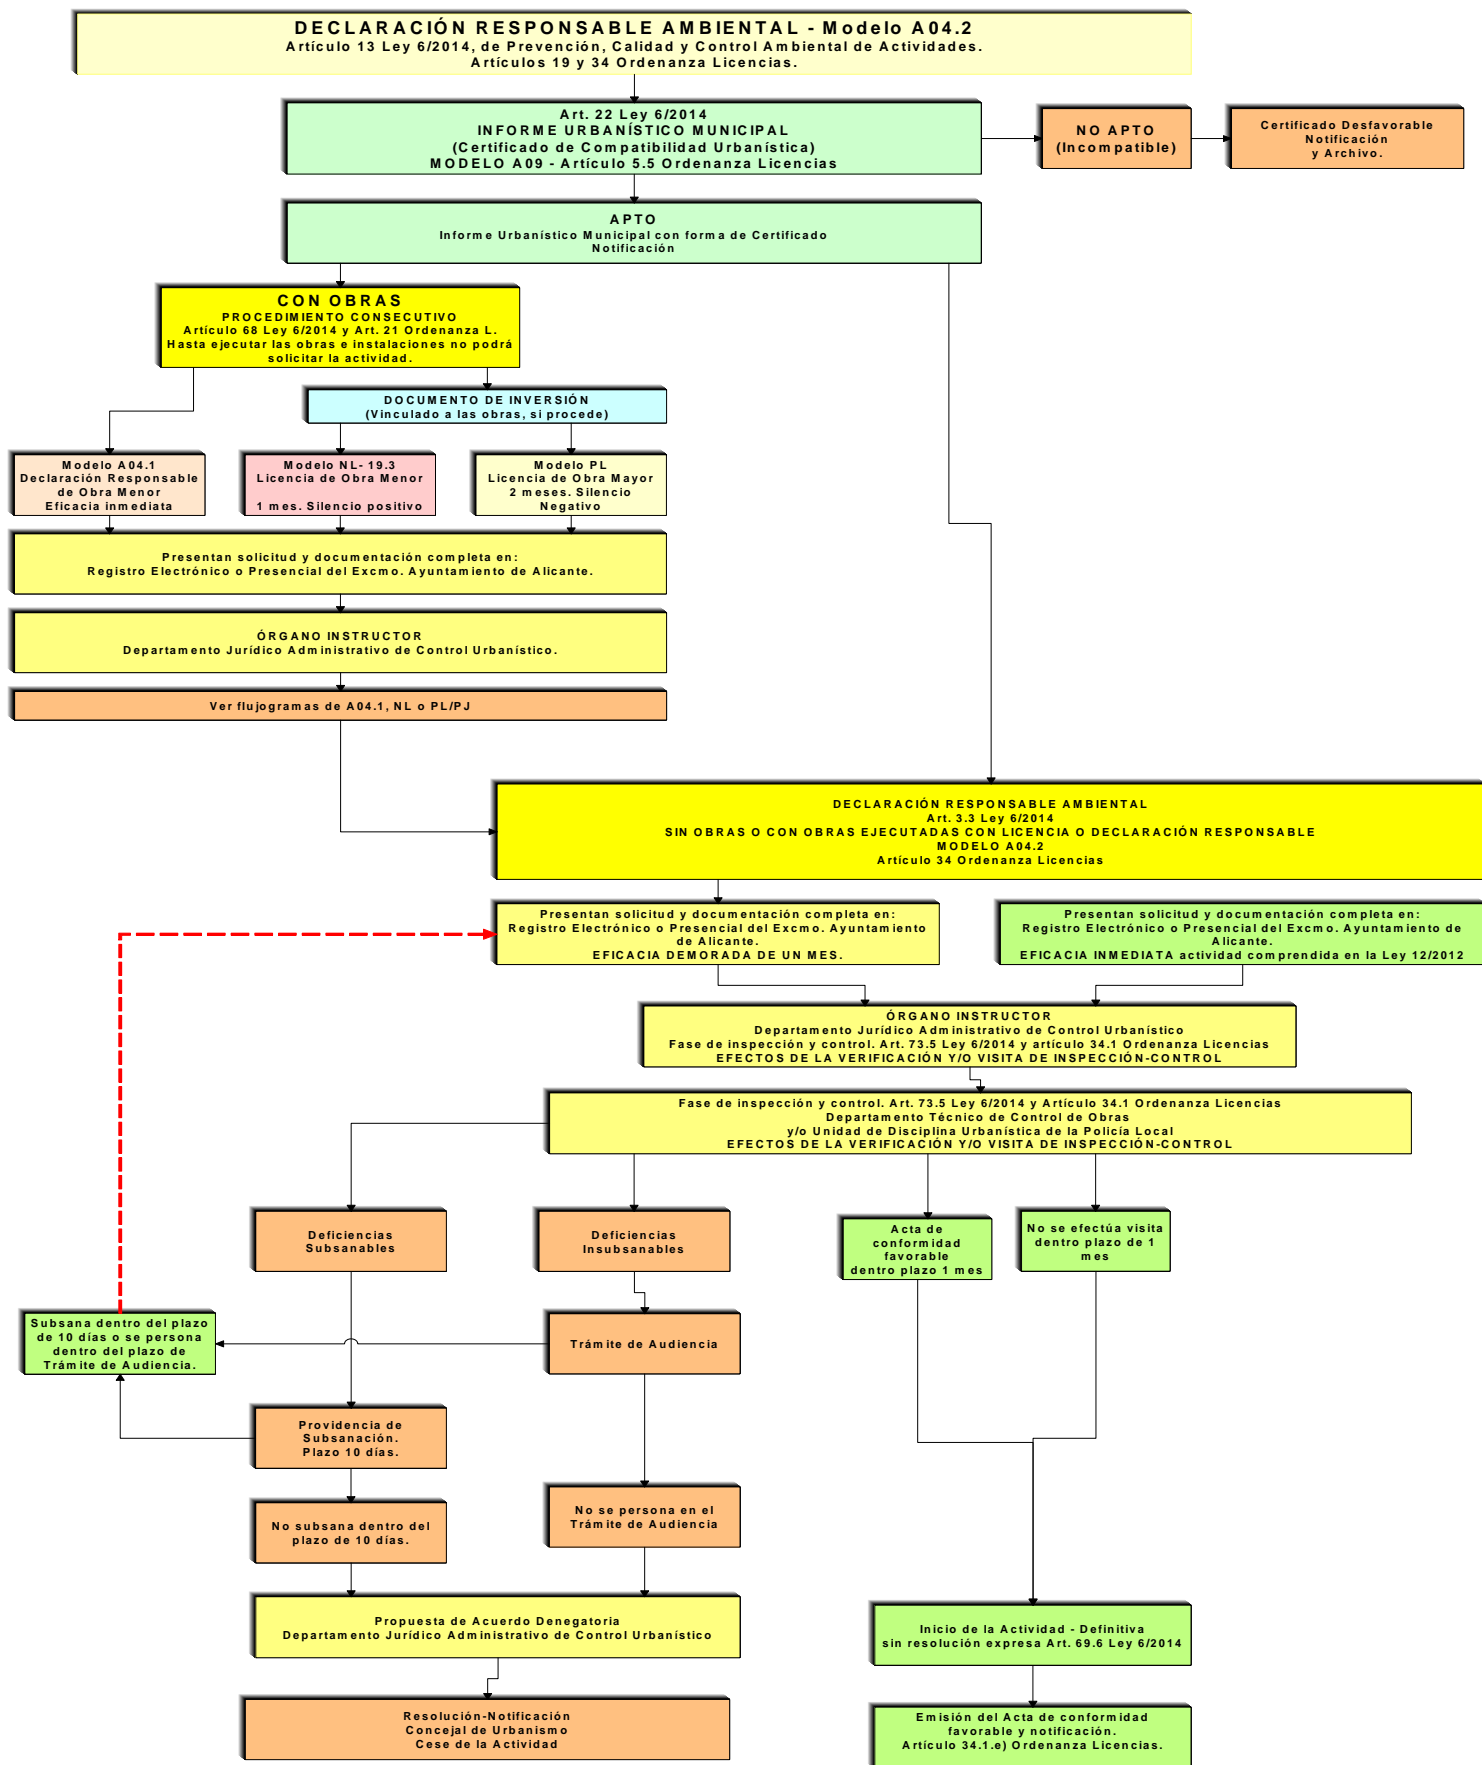 DECLARACIÓN RESPONSABLE AMBIENTAL - Modelo A04.2
Artículo 13 Ley 6/2014, de Prevención, Calidad y Control Ambiental de Actividades.
Artículos 19 y 34 Ordenanza Licencias.
Art. 22 Ley 6/2014
INFORME URBANÍSTICO MUNICIPAL
(Certificado de Compatibilidad Urbanística)
MODELO A09 - Artículo 5.5 Ordenanza Licencias
NO APTO
(Incompatible)
Certificado Desfavorable
Notificación
y Archivo.
APTO
Informe Urbanístico Municipal con forma de Certificado
Notificación
CON OBRAS
PROCEDIMIENTO CONSECUTIVO
Artículo 68 Ley 6/2014 y Art. 21 Ordenanza L.
Hasta ejecutar las obras e instalaciones no podrá
solicitar la actividad.
DOCUMENTO DE INVERSIÓN
(Vinculado a las obras, si procede)
Modelo A04.1
Declaración Responsable
de Obra Menor
Eficacia inmediata
Modelo NL- 19.3
Licencia de Obra Menor
1 mes. Silencio positivo
Modelo PL
Licencia de Obra Mayor
2 meses. Silencio
Negativo
Presentan solicitud y documentación completa en:
Registro Electrónico o Presencial del Excmo. Ayuntamiento de Alicante.
ÓRGANO INSTRUCTOR
Departamento Jurídico Administrativo de Control Urbanístico.
Ver flujogramas de A04.1, NL o PL/PJ
DECLARACIÓN RESPONSABLE AMBIENTAL
Art. 3.3 Ley 6/2014
SIN OBRAS O CON OBRAS EJECUTADAS CON LICENCIA O DECLARACIÓN RESPONSABLE
MODELO A04.2
Artículo 34 Ordenanza Licencias
Presentan solicitud y documentación completa en:
Registro Electrónico o Presencial del Excmo. Ayuntamiento
de Alicante.
EFICACIA DEMORADA DE UN MES.
Presentan solicitud y documentación completa en:
Registro Electrónico o Presencial del Excmo. Ayuntamiento de
Alicante.
EFICACIA INMEDIATA actividad comprendida en la Ley 12/2012
ÓRGANO INSTRUCTOR
Departamento Jurídico Administrativo de Control Urbanístico
Fase de inspección y control. Art. 73.5 Ley 6/2014 y artículo 34.1 Ordenanza Licencias
EFECTOS DE LA VERIFICACIÓN Y/O VISITA DE INSPECCIÓN-CONTROL
Fase de inspección y control. Art. 73.5 Ley 6/2014 y Artículo 34.1 Ordenanza Licencias
Departamento Técnico de Control de Obras
y/o Unidad de Disciplina Urbanística de la Policía Local
EFECTOS DE LA VERIFICACIÓN Y/O VISITA DE INSPECCIÓN-CONTROL
Deficiencias
Subsanables
Deficiencias
Insubsanables
Acta de
conformidad
favorable
dentro plazo 1 mes
No se efectúa visita
dentro plazo de 1
mes
Subsana dentro del plazo
de 10 días o se persona
dentro del plazo de
Trámite de Audiencia.
Trámite de Audiencia
Providencia de
Subsanación.
Plazo 10 días.
No subsana dentro del
plazo de 10 días.
No se persona en el
Trámite de Audiencia
Propuesta de Acuerdo Denegatoria
Departamento Jurídico Administrativo de Control Urbanístico
Inicio de la Actividad - Definitiva
sin resolución expresa Art. 69.6 Ley 6/2014
Resolución-Notificación
Concejal de Urbanismo
Cese de la Actividad
Emisión del Acta de conformidad
favorable y notificación.
Artículo 34.1.e) Ordenanza Licencias.